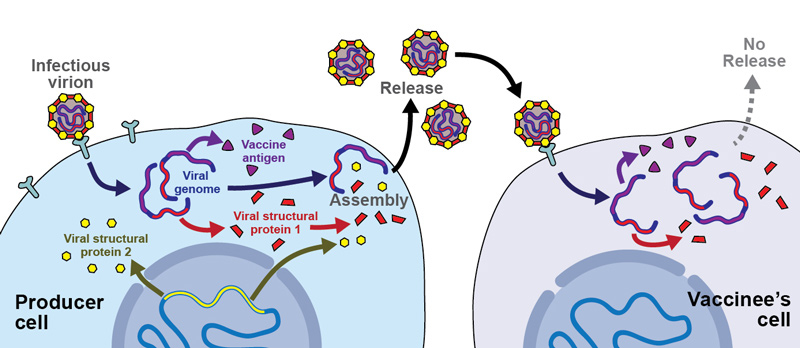 Infectious
virion
Vaccine
antigen
Viral
genome
Viral structural
protein 1
Viral structural
protein 2
Assembly
Release
Producer
cell
No
Release
Vaccinee's
cell